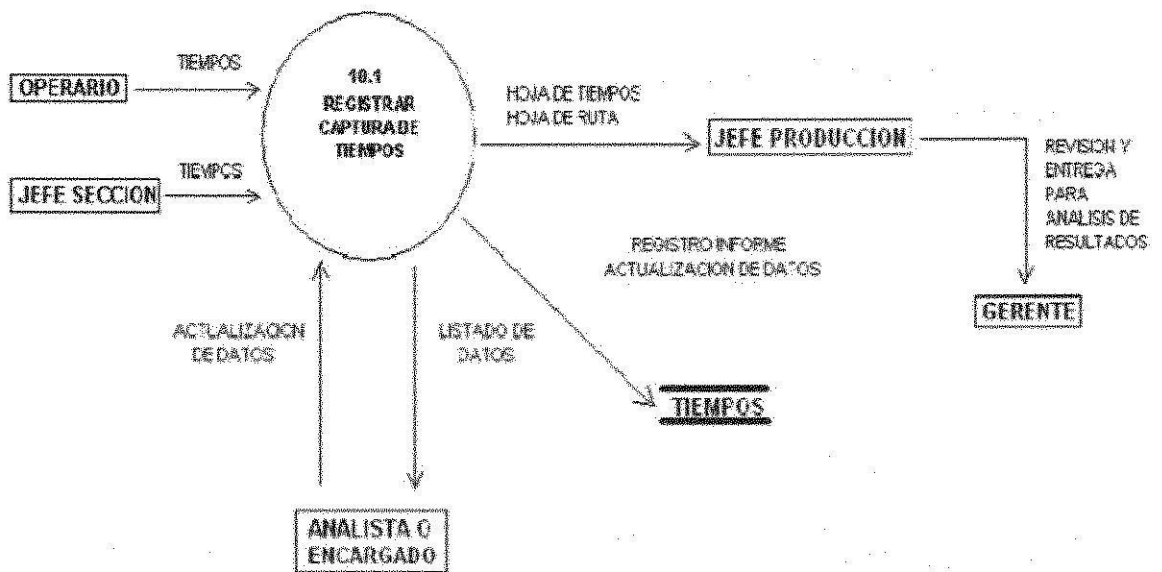 TIEMPOS
OPERARIO
10.1
REGISTRAR
CAPTURA DE
TIEMPOS
HOJA DE TIEMPOS
HOJA DE RUTA
JEFE PRODUCCION
REVISION Y
ENTREGA
PARA
ANALISIS DE
RESULTADOS
TIEMPOS
JEFE SECCION
REGISTRO INFORME
ACTUALIZACION DE DATOS
GERENTE
ACTUALIZACION
DE DATOS
LISTADO DE
DATOS
TIEMPOS
ANALISTA O
ENCARGADO